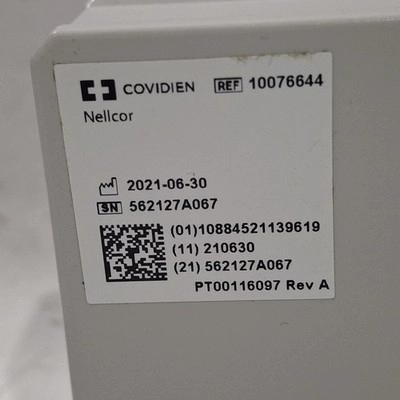 COVIDIEN REF 10076644
Nellcor
2021-06-30
SN 562127A067
(01)10884521139619
(11) 210630
(21) 562127A067
PT00116097 Rev A